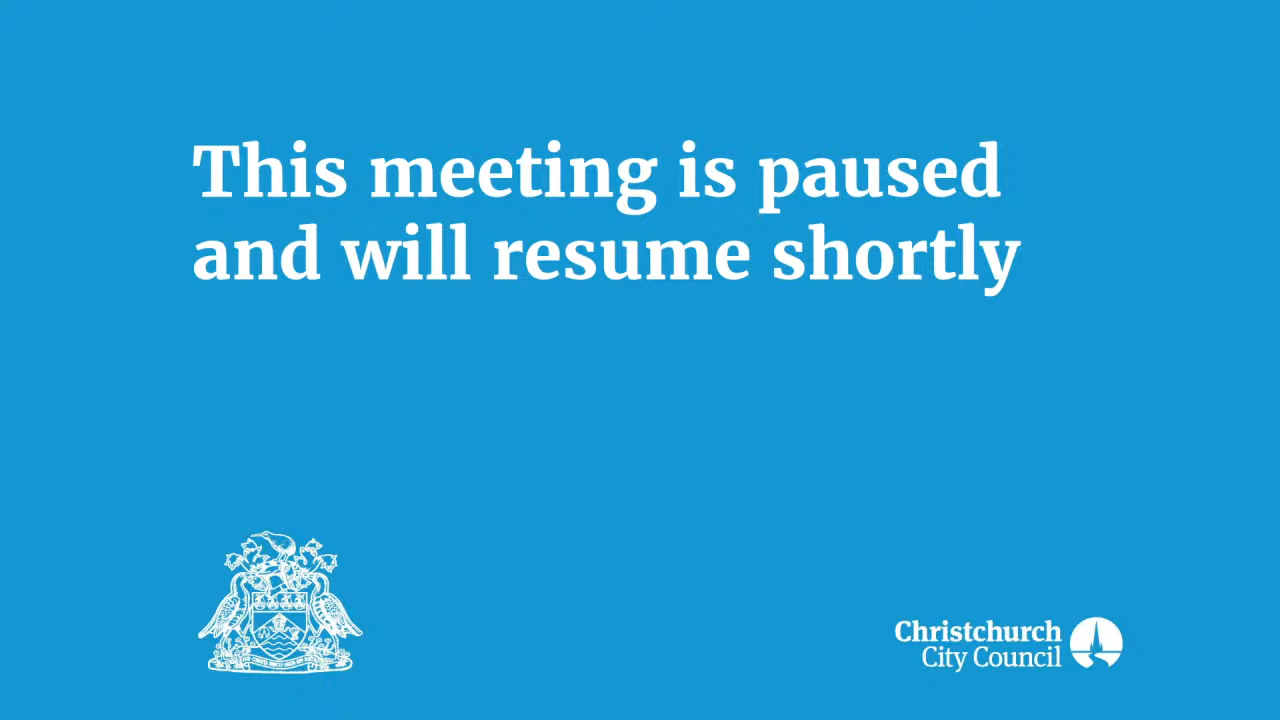 This meeting is paused
and will resume shortly
Christchurch
City Council